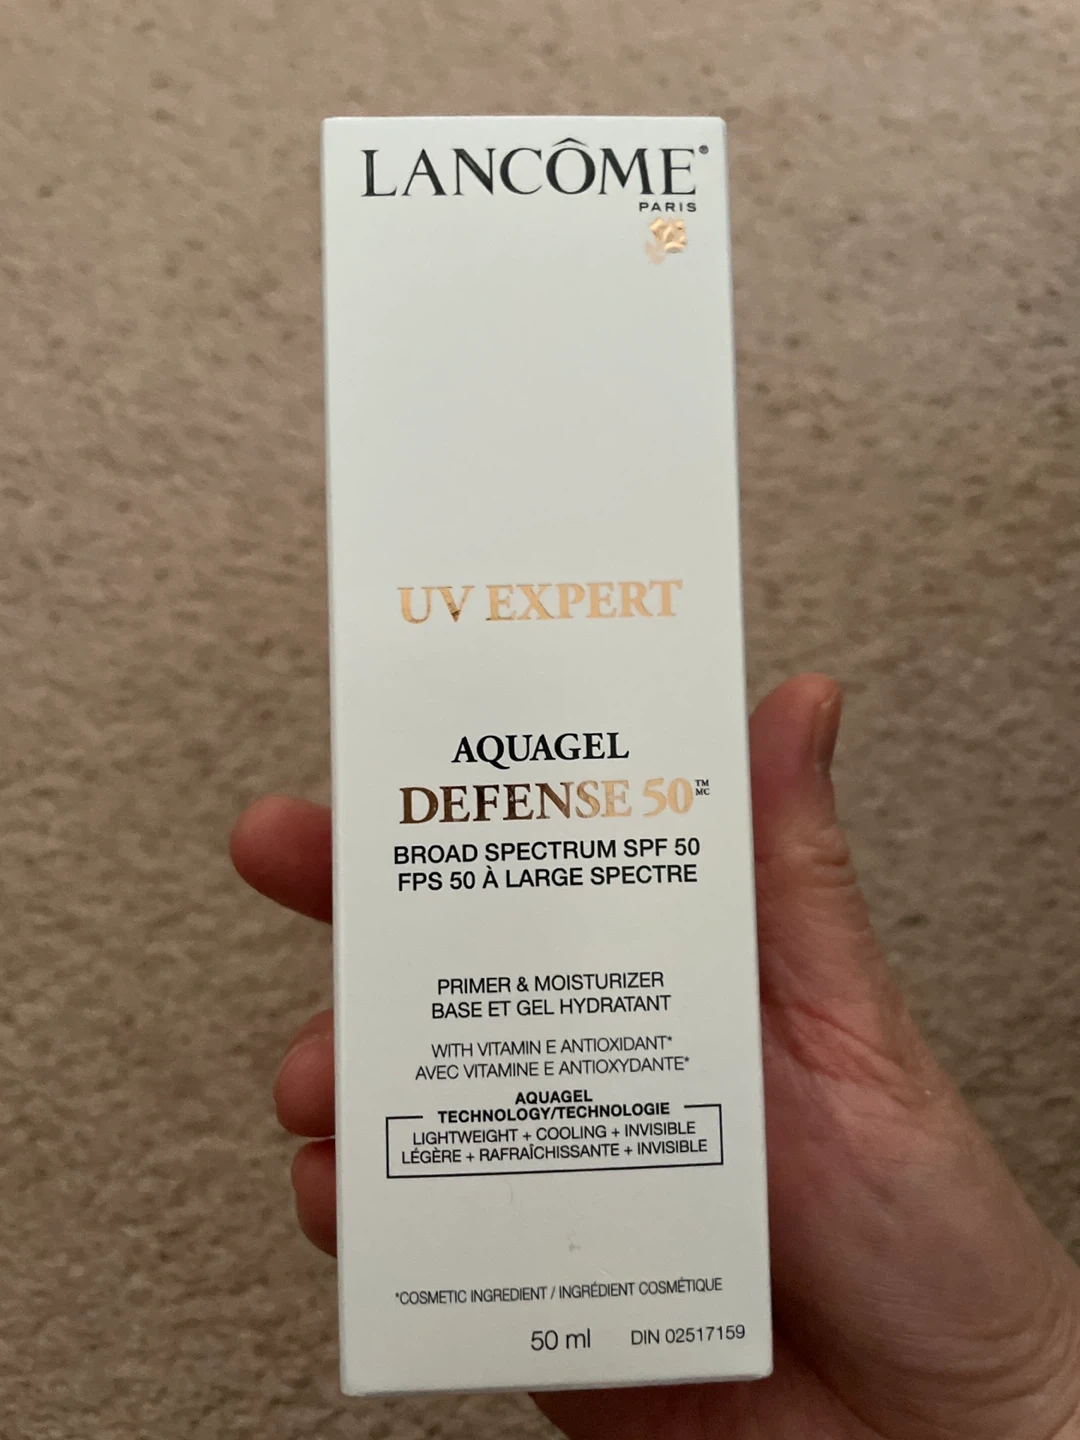 LANCÔME®
PARIS
UV EXPERT
AQUAGEL
DEFENSE 50™ MC
BROAD SPECTRUM SPF 50
FPS 50 À LARGE SPECTRE
PRIMER & MOISTURIZER
BASE ET GEL HYDRATANT
WITH VITAMIN E ANTIOXIDANT*
AVEC VITAMINE E ANTIOXYDANTE*
AQUAGEL
TECHNOLOGY/TECHNOLOGIE
LIGHTWEIGHT + COOLING + INVISIBLE
LÉGÈRE + RAFRAÎCHISSANTE + INVISIBLE
*COSMETIC INGREDIENT / INGRÉDIENT COSMÉTIQUE
50 ml DIN 02517159